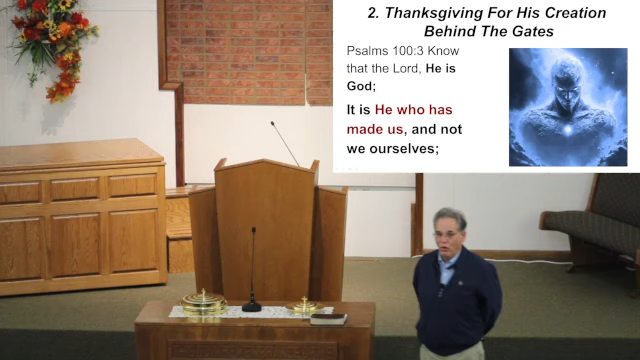 2. Thanksgiving For His Creation
Behind The Gates
Psalms 100:3 Know
that the Lord, He is
God;
It is He who has
made us, and not
we ourselves;